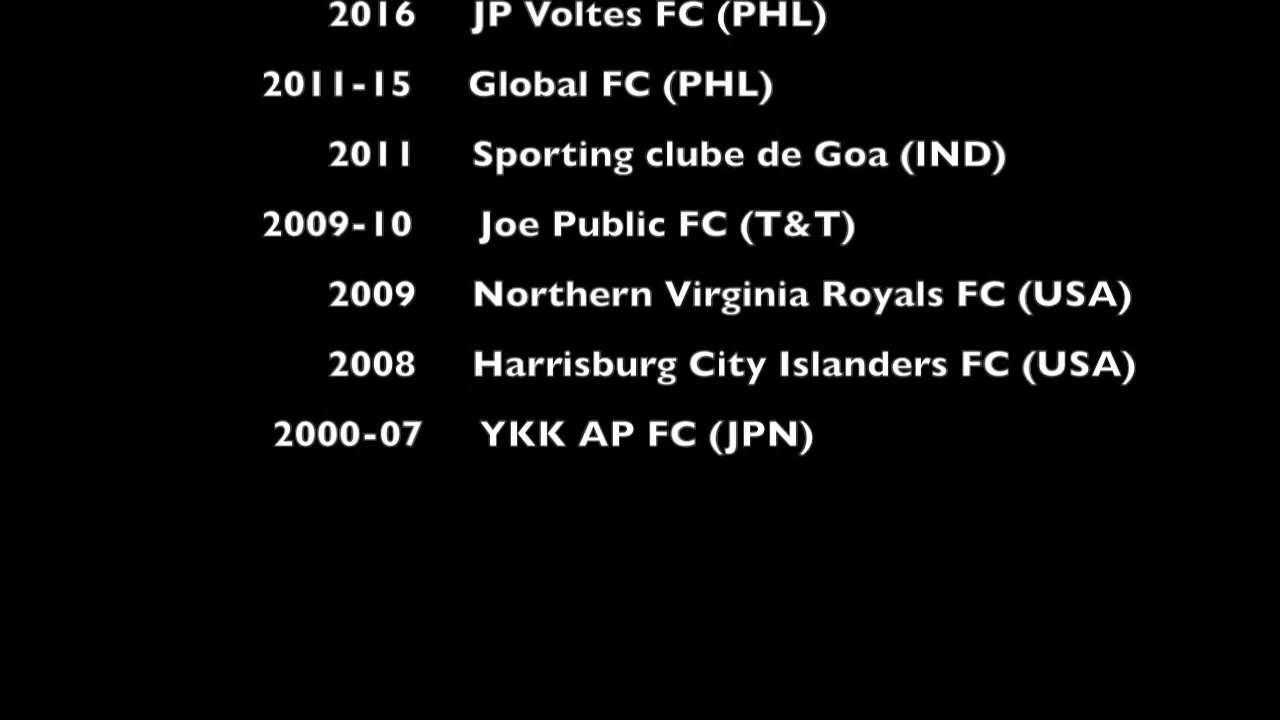 2016 JP Voltes FC (PHL)
2011-15 Global FC (PHL)
2011 Sporting clube de Goa (IND)
2009-10 Joe Public FC (T&T)
2009 Northern Virginia Royals FC (USA)
2008 Harrisburg City Islanders FC (USA)
2000-07 YKK AP FC (JPN)